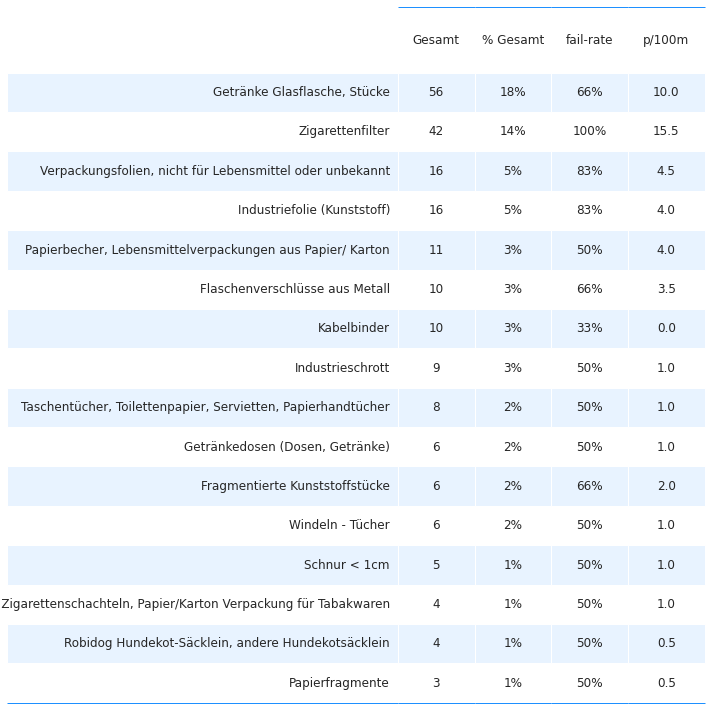 Gesamt % Gesamt fail-rate p/100m
Getränke Glasflasche, Stücke 56 18% 66% 10.0
Zigarettenfilter 42 14% 100% 15.5
Verpackungsfolien, nicht für Lebensmittel oder unbekannt 16 5% 83% 4.5
Industriefolie (Kunststoff) 16 5% 83% 4.0
Papierbecher, Lebensmittelverpackungen aus Papier/ Karton 11 3% 50% 4.0
Flaschenverschlüsse aus Metall 10 3% 66% 3.5
Kabelbinder 10 3% 33% 0.0
Industrieschrott 9 3% 50% 1.0
Taschentücher, Toilettenpapier, Servietten, Papierhandtücher 8 2% 50% 1.0
Getränkedosen (Dosen, Getränke) 6 2% 50% 1.0
Fragmentierte Kunststoffstücke 6 2% 66% 2.0
Windeln - Tücher 6 2% 50% 1.0
Schnur < 1cm 5 1% 50% 1.0
Zigarettenschachteln, Papier/Karton Verpackung für Tabakwaren 4 1% 50% 1.0
Robidog Hundekot-Säcklein, andere Hundekotsäcklein 4 1% 50% 0.5
Papierfragmente 3 1% 50% 0.5